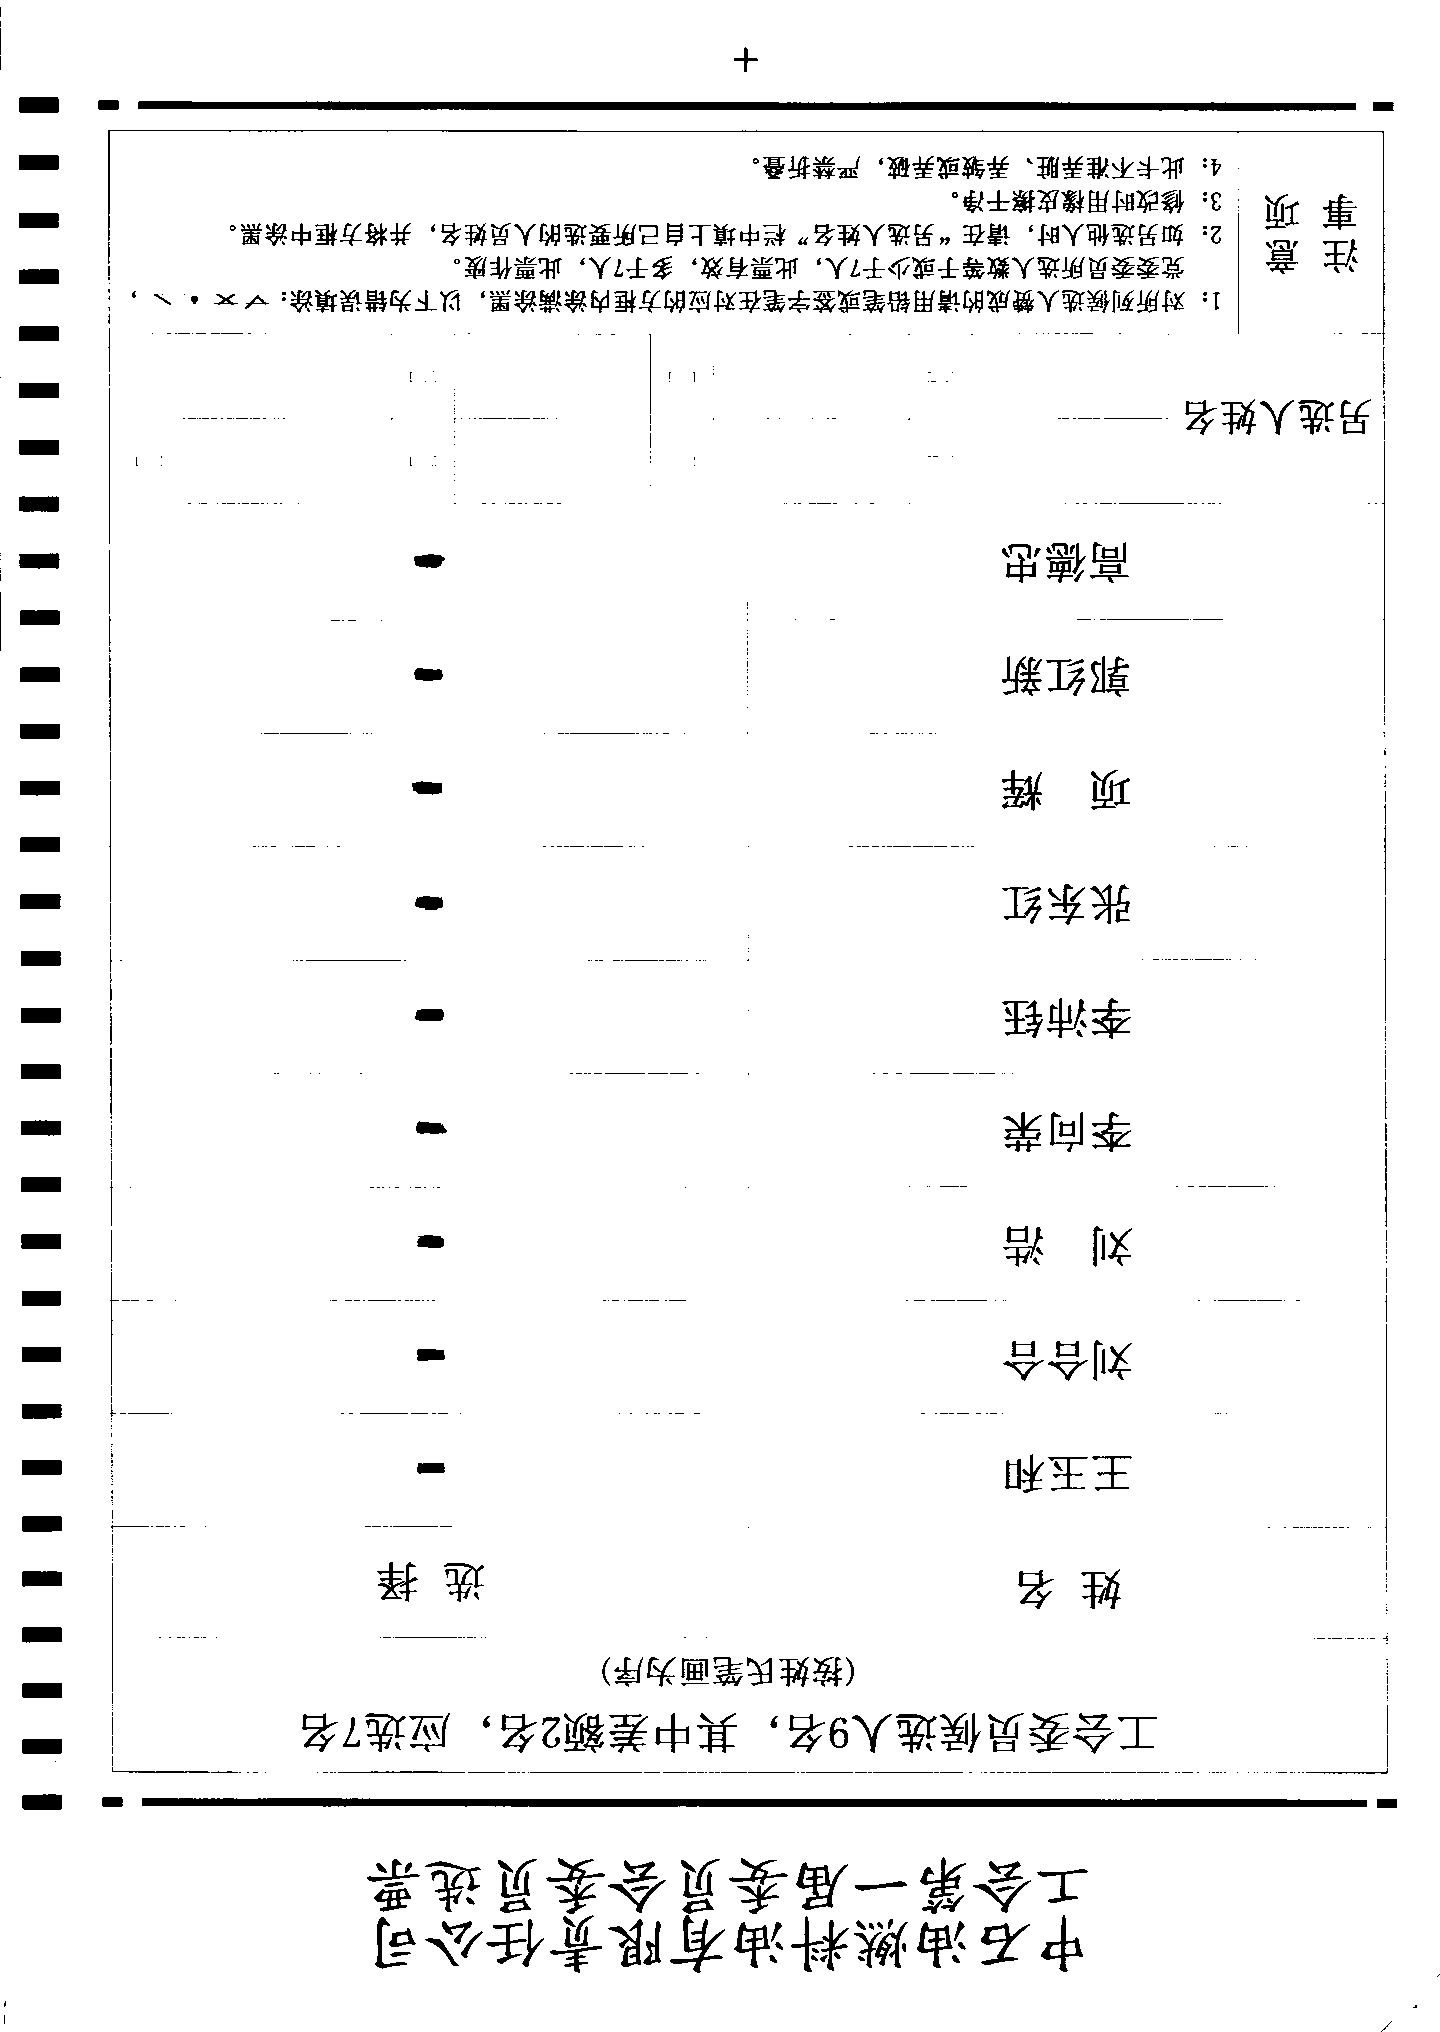 中石油燃料油有限责任公司
工会第一届委员会委员选票
工会委员候选人9名，其中差额2名，应选7名
(按姓氏笔画为序)
姓 名 选 择
王玉和
刘合合
刘 浩
李向荣
李沛钰
张东红
项 辉
郭红新
高德忠
另选人姓名
注 意 事 项
1: 对所列候选人赞成的请用铅笔或签字笔在对应的方框内涂满涂黑，以下为错误填涂: ✓ × • \ ,
党委委员所选人数等于或少于7人，此票有效，多于7人，此票作废。
2: 如另选他人时，请在“另选人姓名”栏中填上自己所要选的人员姓名，并将方框中涂黑。
3: 修改时用橡皮擦干净。
4: 此卡不准弄脏、弄皱或弄破，严禁折叠。